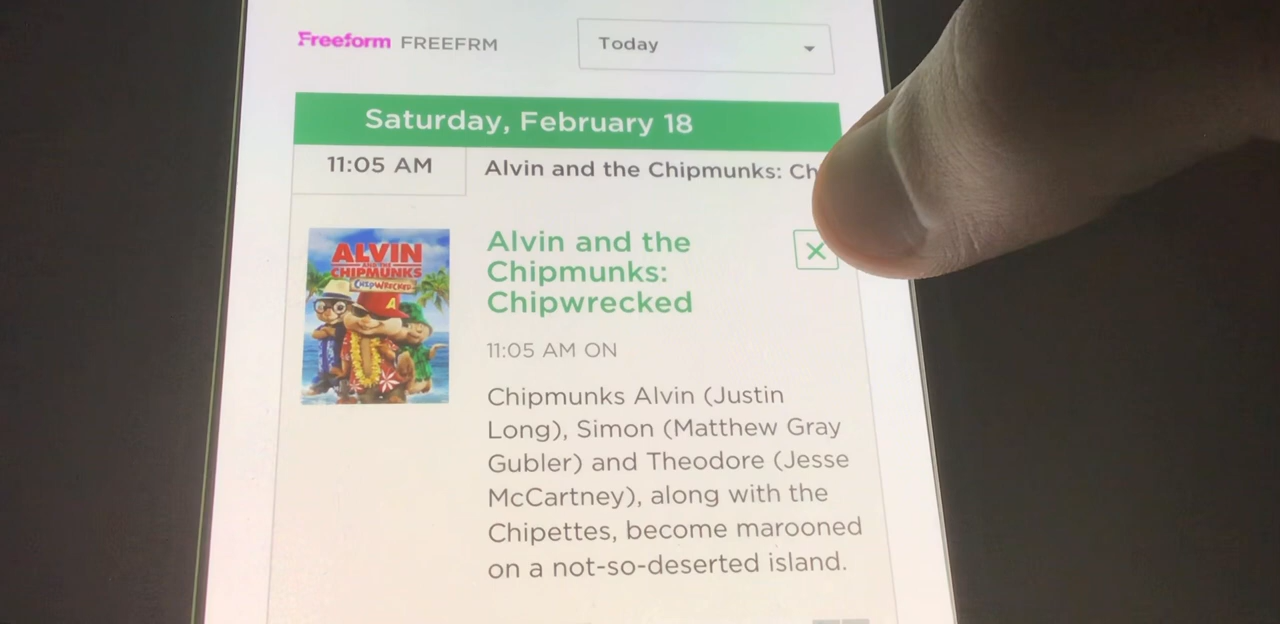 Freeform FREEFRM
Today
Saturday, February 18
11:05 AM
Alvin and the Chipmunks: Ch
ALVIN
AND THE
CHIPMUNKS
CHIPWRECKED
A
Alvin and the
Chipmunks:
Chipwrecked
11:05 AM ON
Chipmunks Alvin (Justin
Long), Simon (Matthew Gray
Gubler) and Theodore (Jesse
McCartney), along with the
Chipettes, become marooned
on a not-so-deserted island.